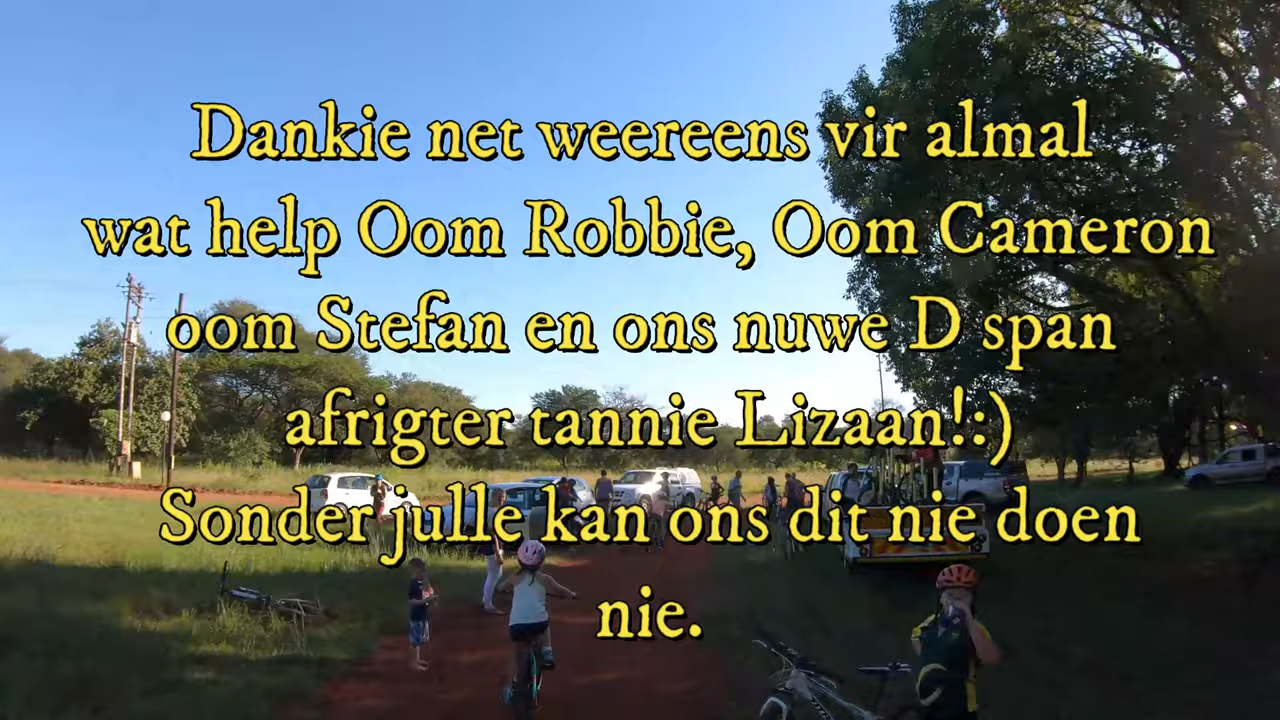 Dankie net weereens vir almal
wat help Oom Robbie, Oom Cameron
oom Stefan en ons nuwe D span
afrigter tannie Lizaan!:)
Sonder julle kan ons dit nie doen
nie.